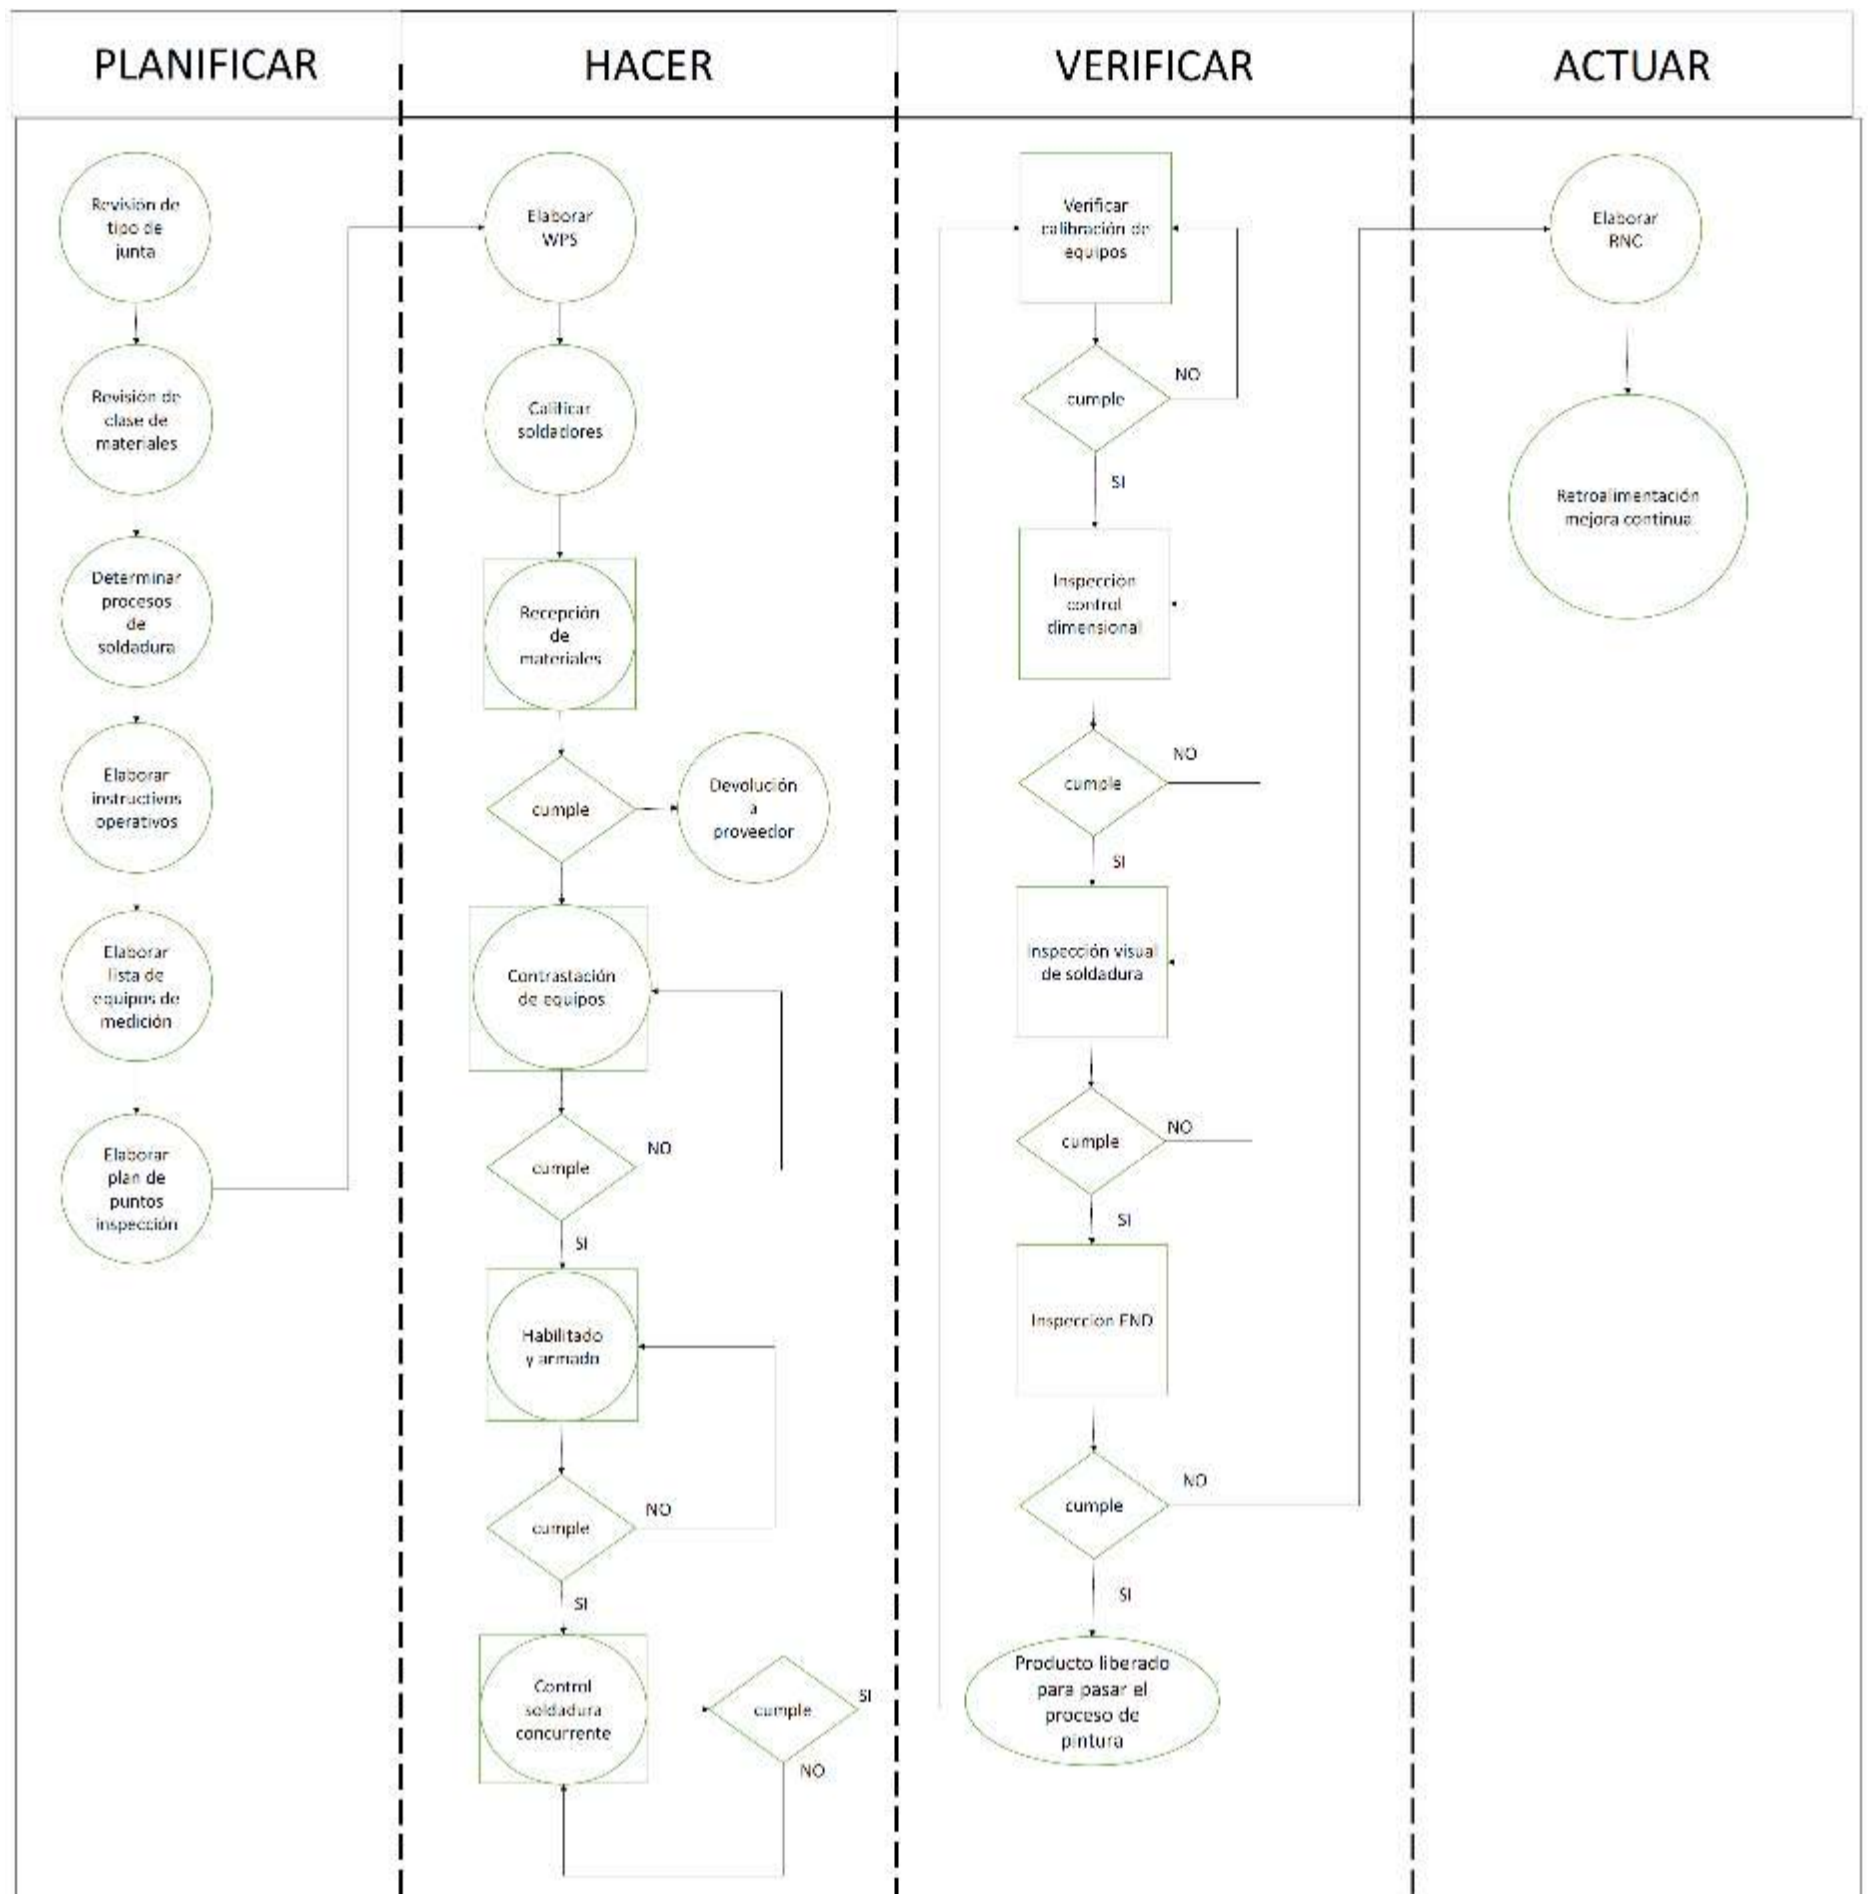 PLANIFICAR
HACER
VERIFICAR
ACTUAR
Revisión de
tipo de
junta
Revisión de
clase de
materiales
Determinar
procesos
de
soldadura
Elaborar
instructivos
operativos
Elaborar
lista de
equipos de
medición
Elaborar
plan de
puntos
inspección
Elaborar
WPS
Calificar
soldadores
Recepción
de
materiales
cumple
Devolución
a
proveedor
Contrastación
de equipos
cumple
NO
SI
Habilitado
y armado
cumple
NO
SI
Control
soldadura
concurrente
cumple
SI
NO
Verificar
calibración de
equipos
cumple
NO
SI
Inspección
control
dimensional
cumple
NO
SI
Inspección visual
de soldadura
cumple
NO
SI
Inspeccion END
cumple
NO
SI
Producto liberado
para pasar el
proceso de
pintura
Elaborar
RNC
Retroalimentación
mejora continua